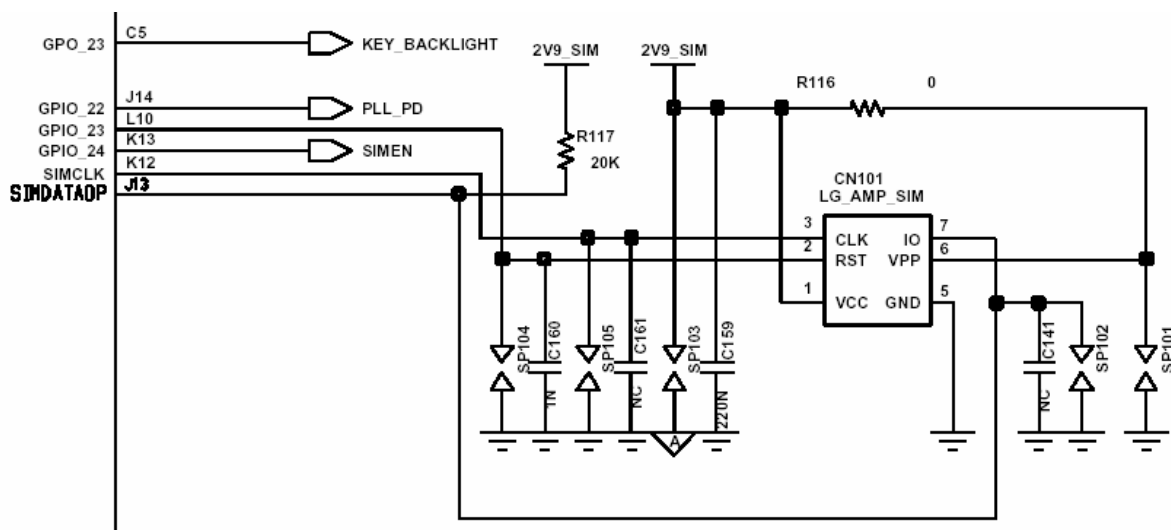 GPO_23 C5 KEY_BACKLIGHT
2V9_SIM 2V9_SIM
R116 0
GPIO_22 J14 PLL_PD
GPIO_23 L10
GPIO_24 K13 SIMEN
R117
20K
SIMCLK K12
SIMDATAOP J13
CN101
LG_AMP_SIM
3 CLK IO 7
2 RST VPP 6
1 VCC GND 5
SP104
C160
1N
SP105
C161
NC
SP103
C159
220N
C141
NC
SP102
SP101
A